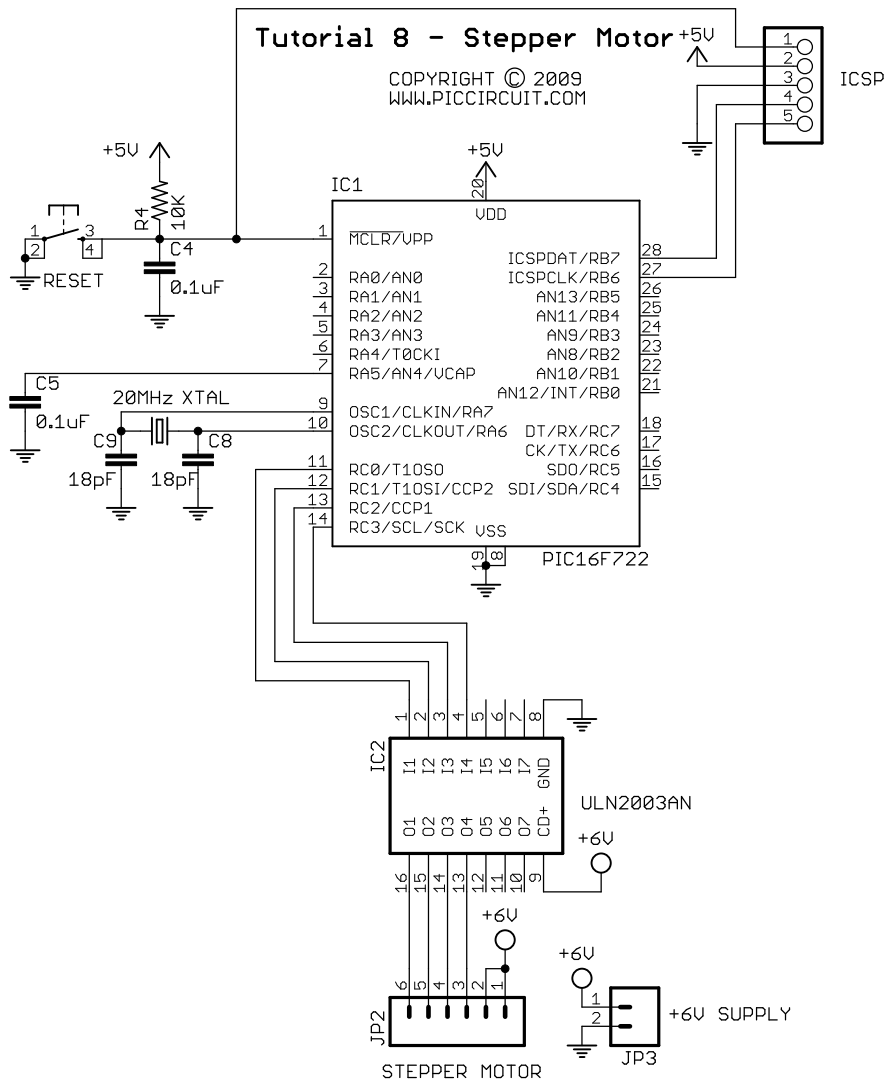 Tutorial 8 - Stepper Motor
COPYRIGHT © 2009
WWW.PICCIRCUIT.COM
+5V
1
2
3
4
5
ICSP
+5V
R4
10K
C4
0.1uF
1
2
3
4
RESET
C5
0.1uF
20MHz XTAL
C9
18pF
C8
18pF
IC1
+5V
20
VDD
1 MCLR/VPP
2 RA0/AN0
3 RA1/AN1
4 RA2/AN2
5 RA3/AN3
6 RA4/T0CKI
7 RA5/AN4/VCAP
9 OSC1/CLKIN/RA7
10 OSC2/CLKOUT/RA6
11 RC0/T1OSO
12 RC1/T1OSI/CCP2
13 RC2/CCP1
14 RC3/SCL/SCK
ICSPDAT/RB7 28
ICSPCLK/RB6 27
AN13/RB5 26
AN11/RB4 25
AN9/RB3 24
AN8/RB2 23
AN10/RB1 22
AN12/INT/RB0 21
DT/RX/RC7 18
CK/TX/RC6 17
SDO/RC5 16
SDI/SDA/RC4 15
VSS
19
8
PIC16F722
1 2 3 4 5 6 7 8
IC2
I1 I2 I3 I4 I5 I6 I7 GND
O1 O2 O3 O4 O5 O6 O7 CD+
ULN2003AN
16 15 14 13 12 11 10 9
+6V
+6V
6 5 4 3 2 1
JP2
STEPPER MOTOR
+6V
1
2
+6V SUPPLY
JP3